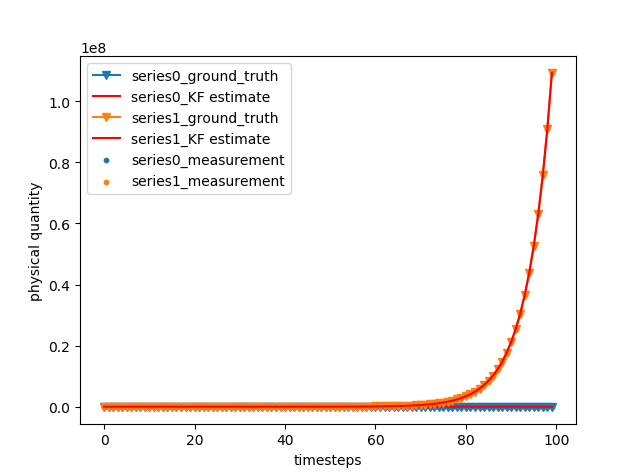 1e8
series0_ground_truth
series0_KF estimate
series1_ground_truth
series1_KF estimate
series0_measurement
series1_measurement
1.0
0.8
0.6
0.4
0.2
0.0
physical quantity
0 20 40 60 80 100
timesteps